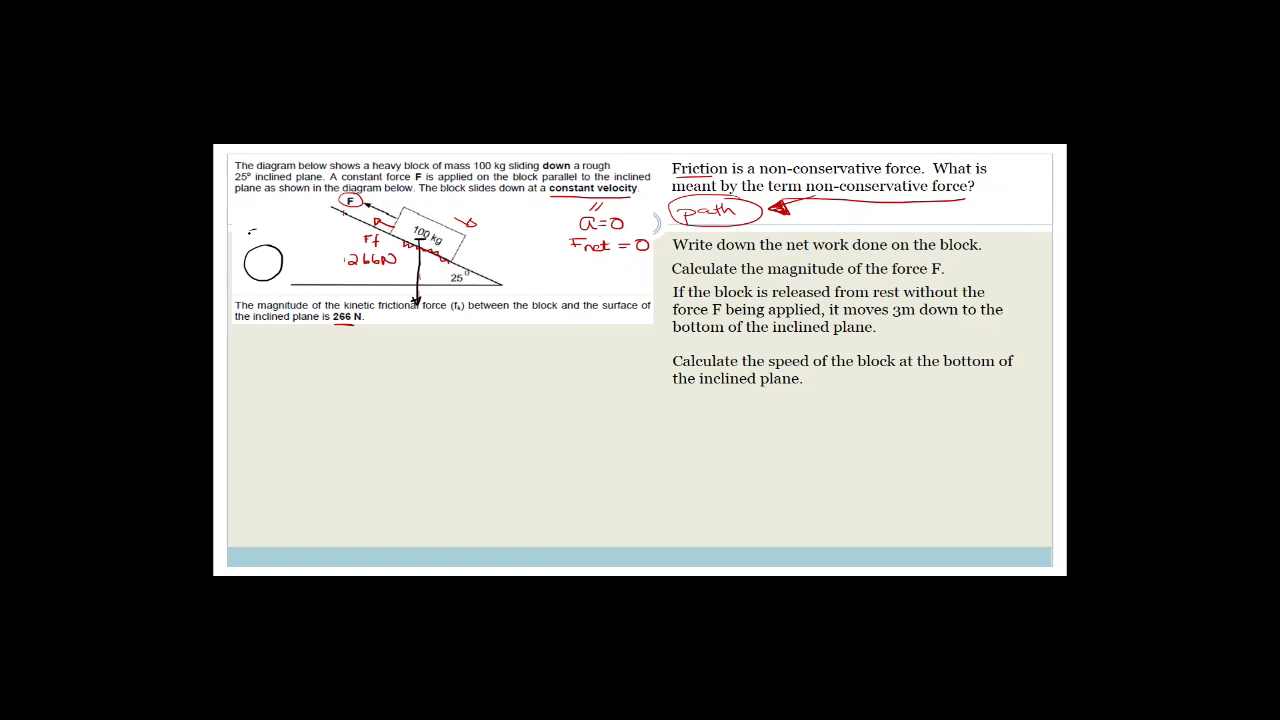 The diagram below shows a heavy block of mass 100 kg sliding down a rough
25° inclined plane. A constant force F is applied on the block parallel to the inclined
plane as shown in the diagram below. The block slides down at a constant velocity.
F
100 kg
Ff
266N
25°
a=0
Fnet = 0
The magnitude of the kinetic frictional force (fk) between the block and the surface of
the inclined plane is 266 N.
Friction is a non-conservative force. What is
meant by the term non-conservative force?
path
Write down the net work done on the block.
Calculate the magnitude of the force F.
If the block is released from rest without the
force F being applied, it moves 3m down to the
bottom of the inclined plane.
Calculate the speed of the block at the bottom of
the inclined plane.